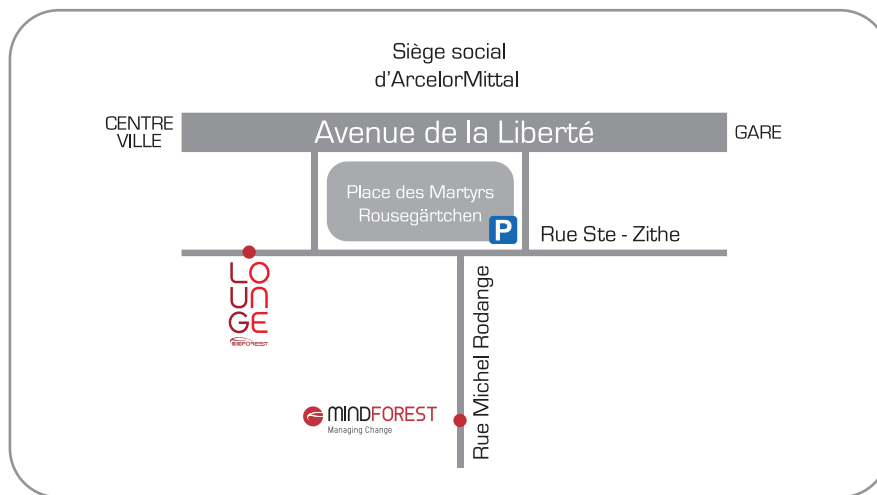 Siège social
d'ArcelorMittal
CENTRE
VILLE
Avenue de la Liberté
GARE
Place des Martyrs
Rousegärtchen
P
Rue Ste - Zithe
LO
UN
GE
MINDFOREST
Rue Michel Rodange
MINDFOREST
Managing Change